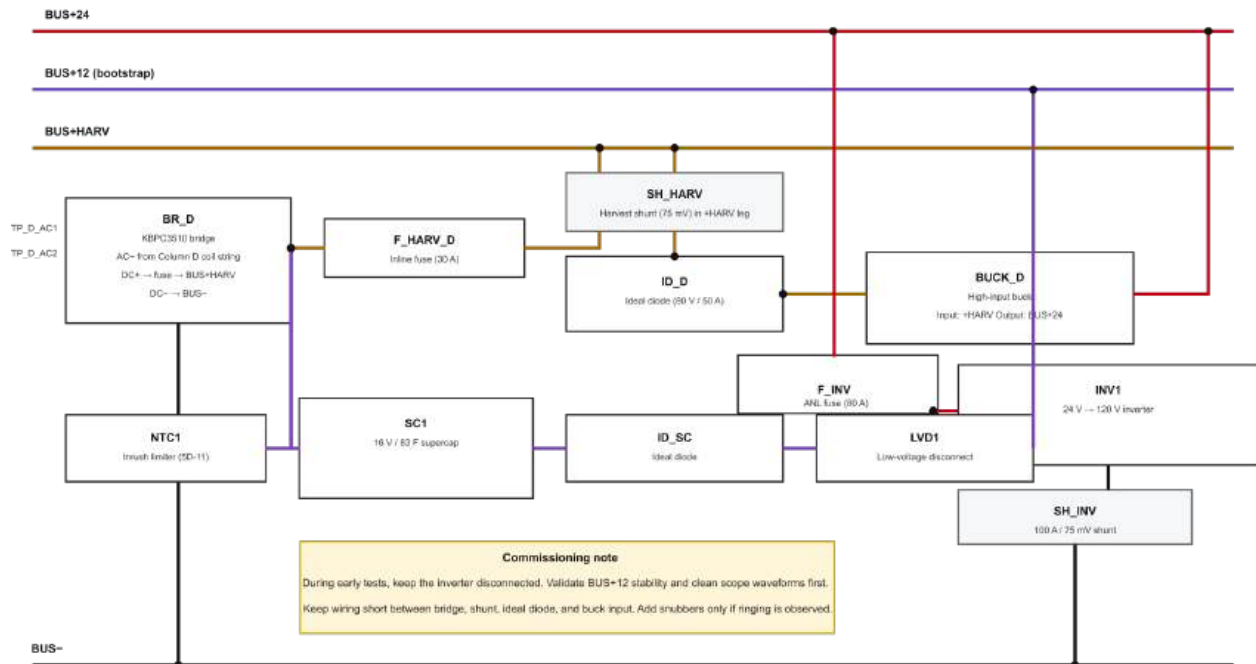 BUS+24
BUS+12 (bootstrap)
BUS+HARV
SH_HARV
Harvest shunt (75 mV) in +HARV leg
TP_D_AC1
TP_D_AC2
BR_D
KBPC3510 bridge
AC~ from Column D coil string
DC+ → fuse → BUS+HARV
DC− → BUS−
F_HARV_D
Inline fuse (30 A)
ID_D
Ideal diode (80 V / 50 A)
BUCK_D
High-input buck
Input: +HARV Output: BUS+24
F_INV
ANL fuse (80 A)
INV1
24 V → 120 V inverter
NTC1
Inrush limiter (5D-11)
SC1
16 V / 83 F supercap
ID_SC
Ideal diode
LVD1
Low-voltage disconnect
SH_INV
100 A / 75 mV shunt
Commissioning note
During early tests, keep the inverter disconnected. Validate BUS+12 stability and clean scope waveforms first.
Keep wiring short between bridge, shunt, ideal diode, and buck input. Add snubbers only if ringing is observed.
BUS−